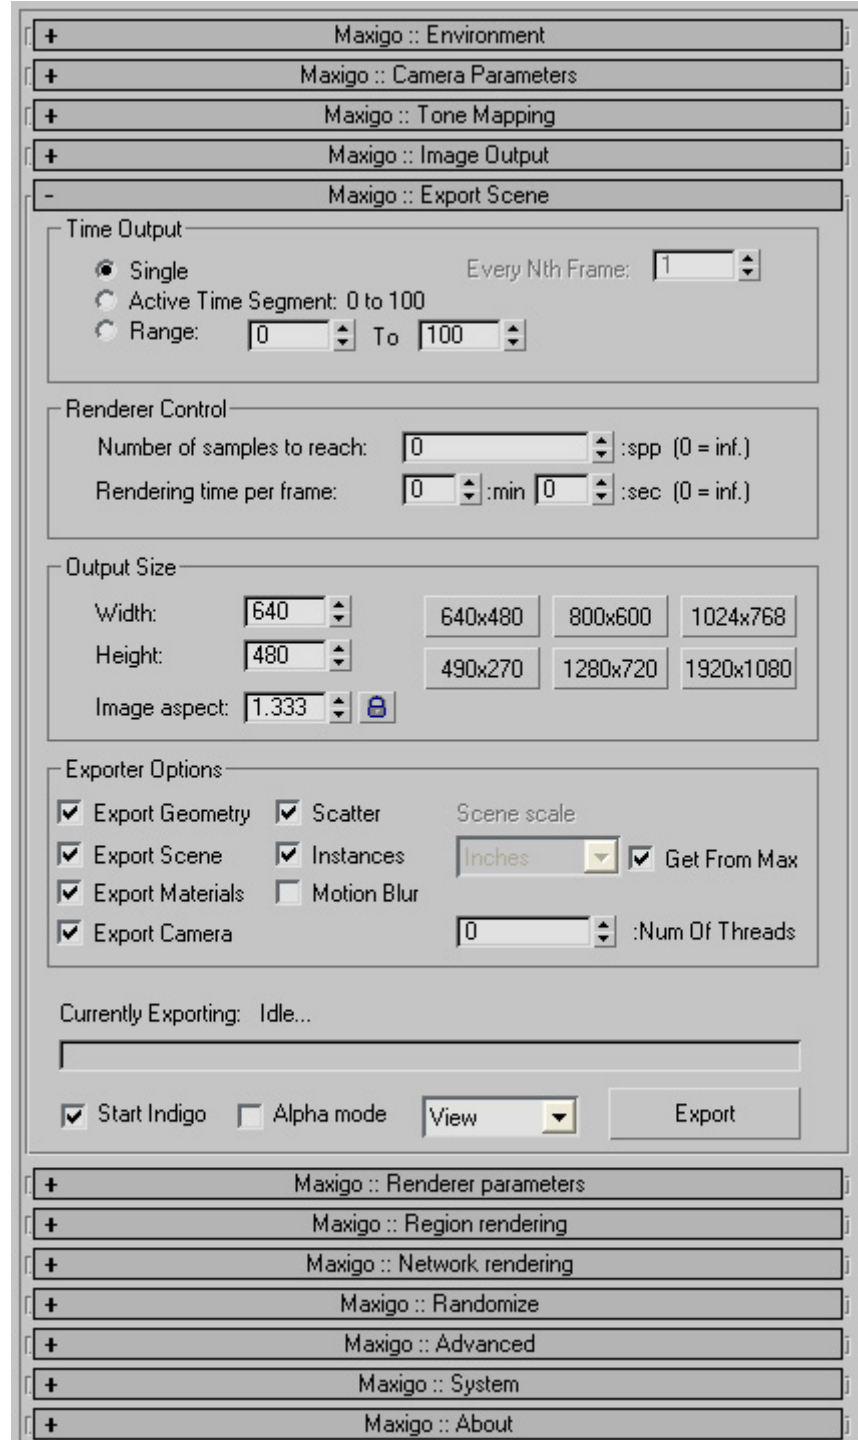 + Maxigo :: Environment
+ Maxigo :: Camera Parameters
+ Maxigo :: Tone Mapping
+ Maxigo :: Image Output
- Maxigo :: Export Scene
Time Output
Single Every Nth Frame: 1
Active Time Segment: 0 to 100
Range: 0 To 100
Renderer Control
Number of samples to reach: 0 :spp (0 = inf.)
Rendering time per frame: 0 :min 0 :sec (0 = inf.)
Output Size
Width: 640 640x480 800x600 1024x768
Height: 480 490x270 1280x720 1920x1080
Image aspect: 1.333
Exporter Options
Export Geometry Scatter Scene scale
Export Scene Instances Inches Get From Max
Export Materials Motion Blur
Export Camera 0 :Num Of Threads
Currently Exporting: Idle...
Start Indigo Alpha mode View Export
+ Maxigo :: Renderer parameters
+ Maxigo :: Region rendering
+ Maxigo :: Network rendering
+ Maxigo :: Randomize
+ Maxigo :: Advanced
+ Maxigo :: System
+ Maxigo :: About